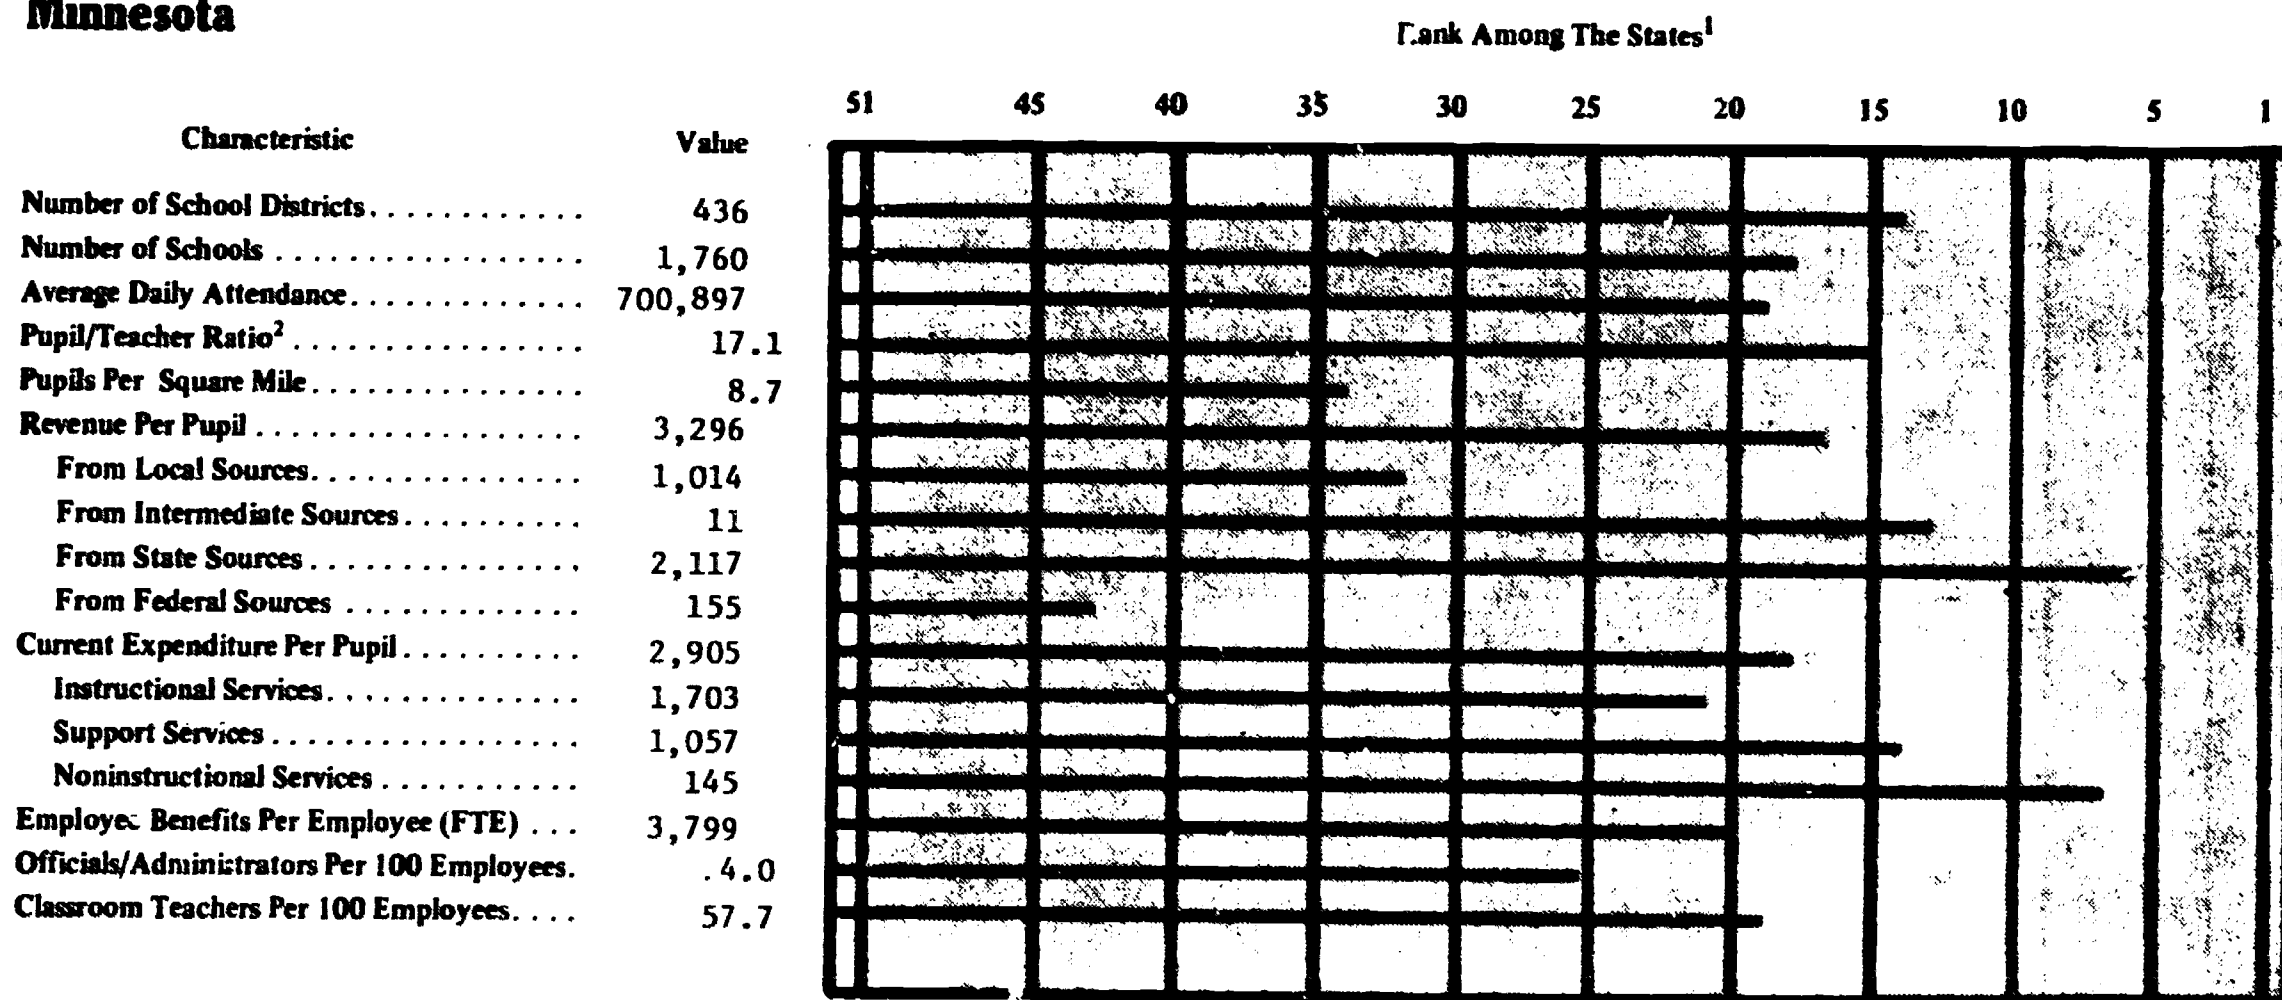 Minnesota
Rank Among The States¹
51 45 40 35 30 25 20 15 10 5 1
Characteristic Value
Number of School Districts. . . . . . . . . . . . 436
Number of Schools . . . . . . . . . . . . . . . . . 1,760
Average Daily Attendance. . . . . . . . . . . . . 700,897
Pupil/Teacher Ratio² . . . . . . . . . . . . . . . . 17.1
Pupils Per Square Mile. . . . . . . . . . . . . . . 8.7
Revenue Per Pupil . . . . . . . . . . . . . . . . . . 3,296
From Local Sources. . . . . . . . . . . . . . . 1,014
From Intermediate Sources. . . . . . . . . . 11
From State Sources . . . . . . . . . . . . . . . 2,117
From Federal Sources . . . . . . . . . . . . . 155
Current Expenditure Per Pupil. . . . . . . . . . 2,905
Instructional Services. . . . . . . . . . . . . . 1,703
Support Services . . . . . . . . . . . . . . . . . 1,057
Noninstructional Services . . . . . . . . . . . 145
Employee Benefits Per Employee (FTE) . . . 3,799
Officials/Administrators Per 100 Employees. .4.0
Classroom Teachers Per 100 Employees. . . . 57.7